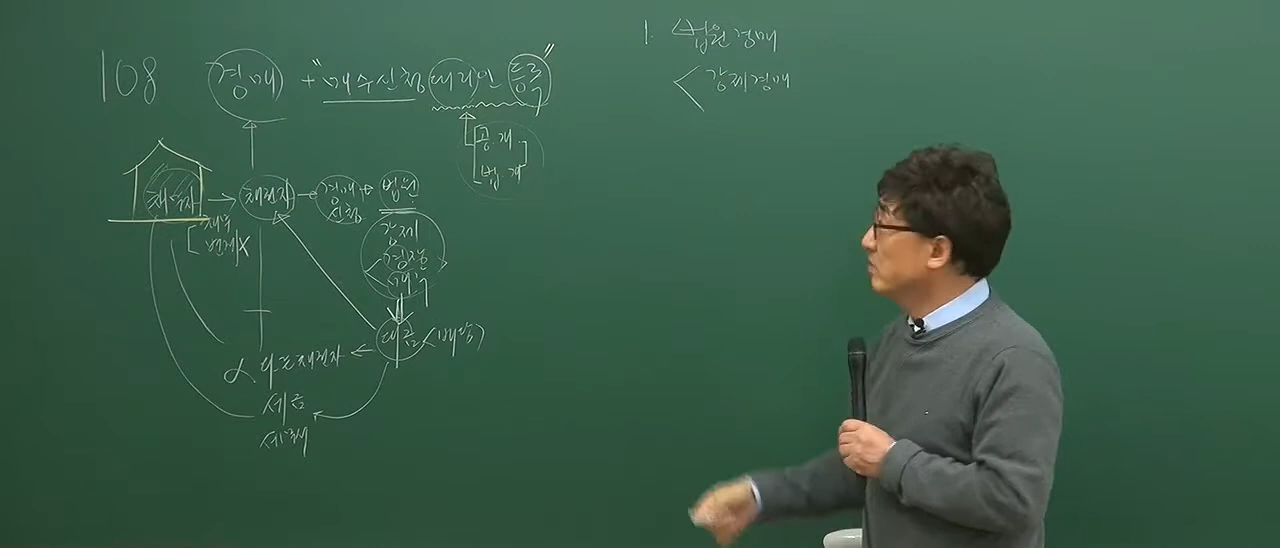 108 경매 + "매수신청 대리인 등록"
공.개.
법.개
채무자 → 채권자 → 경매신청 → 법원
채무
변제 X
강제
경매
대금 <배당>
α. 다른 채권자
세금
1. 법원경매
강제경매